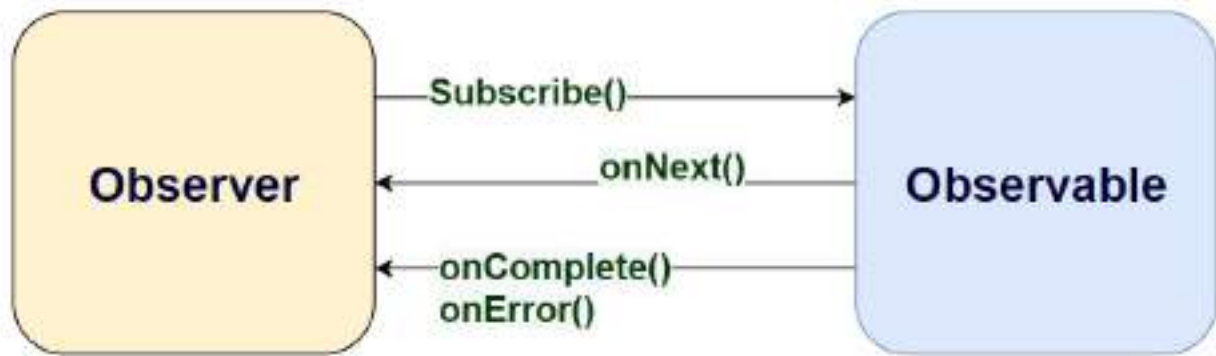 Subscribe()
Observer
onNext()
Observable
onComplete()
onError()